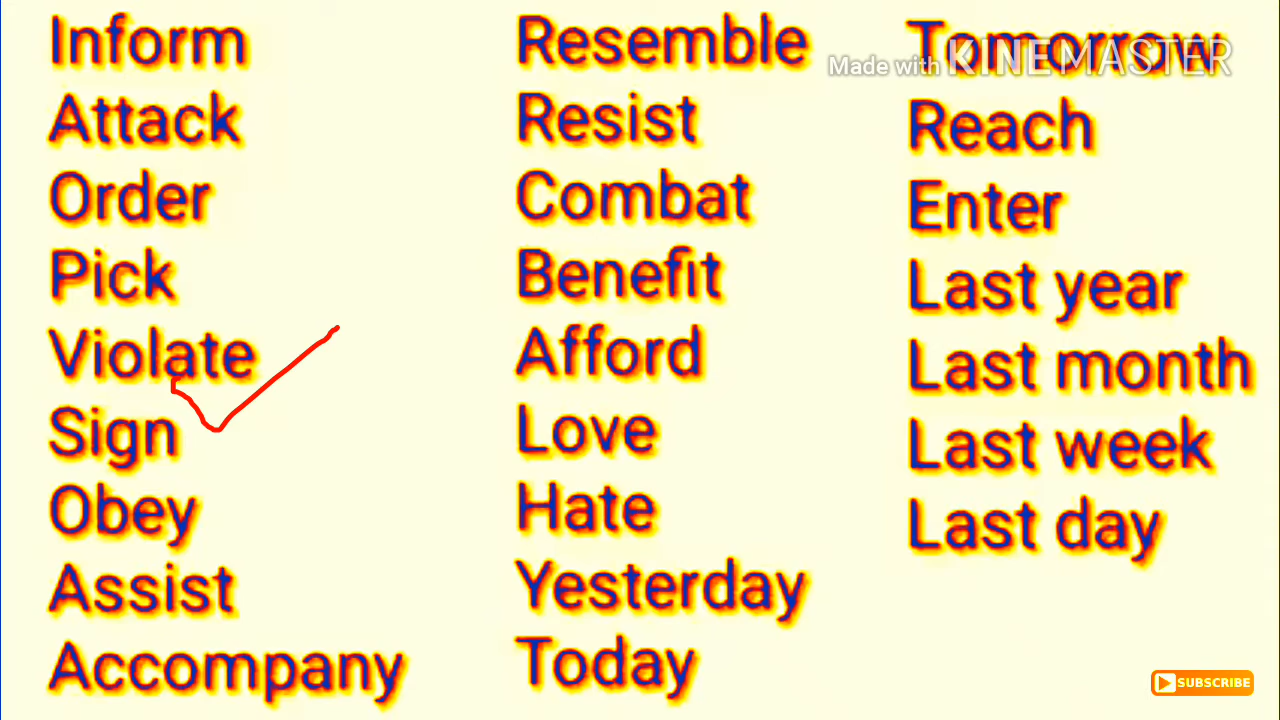 Inform
Attack
Order
Pick
Violate
Sign
Obey
Assist
Accompany
Resemble
Resist
Combat
Benefit
Afford
Love
Hate
Yesterday
Today
Tomorrow
Made with KINEMASTER
Reach
Enter
Last year
Last month
Last week
Last day
SUBSCRIBE